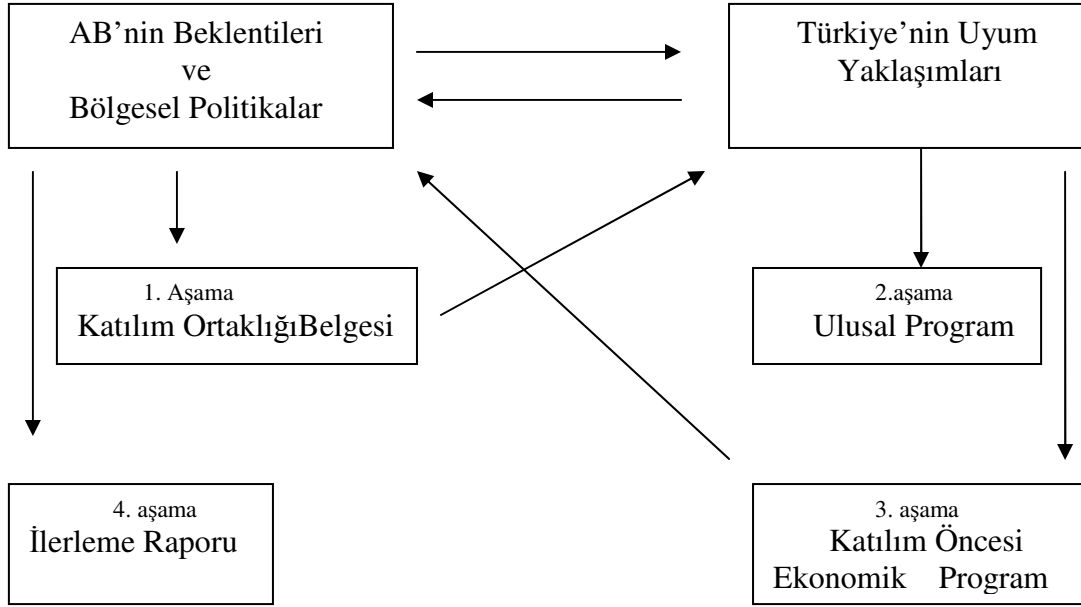 AB’nin Beklentileri
ve
Bölgesel Politikalar
Türkiye’nin Uyum
Yaklaşımları
1. Aşama
Katılım OrtaklığıBelgesi
2.aşama
Ulusal Program
4. aşama
İlerleme Raporu
3. aşama
Katılım Öncesi
Ekonomik Program